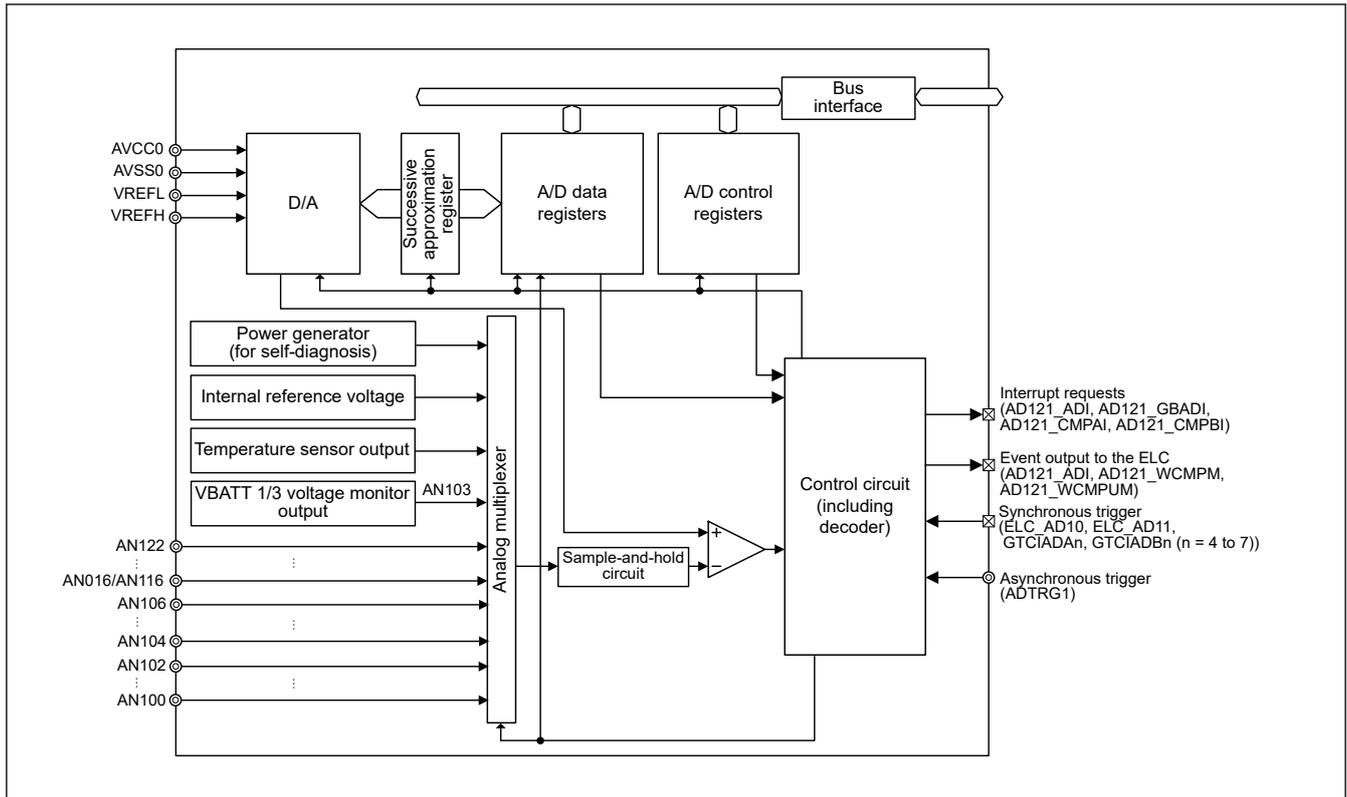 Bus
interface
AVCC0
AVSS0
VREFL
VREFH
D/A
Successive
approximation
register
A/D data
registers
A/D control
registers
Power generator
(for self-diagnosis)
Internal reference voltage
Temperature sensor output
VBATT 1/3 voltage monitor
output
AN103
Analog multiplexer
AN122
AN016/AN116
AN106
AN104
AN102
AN100
Sample-and-hold
circuit
+
−
Control circuit
(including
decoder)
Interrupt requests
(AD121_ADI, AD121_GBADI,
AD121_CMPAI, AD121_CMPBI)
Event output to the ELC
(AD121_ADI, AD121_WCMPM,
AD121_WCMPUM)
Synchronous trigger
(ELC_AD10, ELC_AD11,
GTCIADAn, GTCIADBn (n = 4 to 7))
Asynchronous trigger
(ADTRG1)